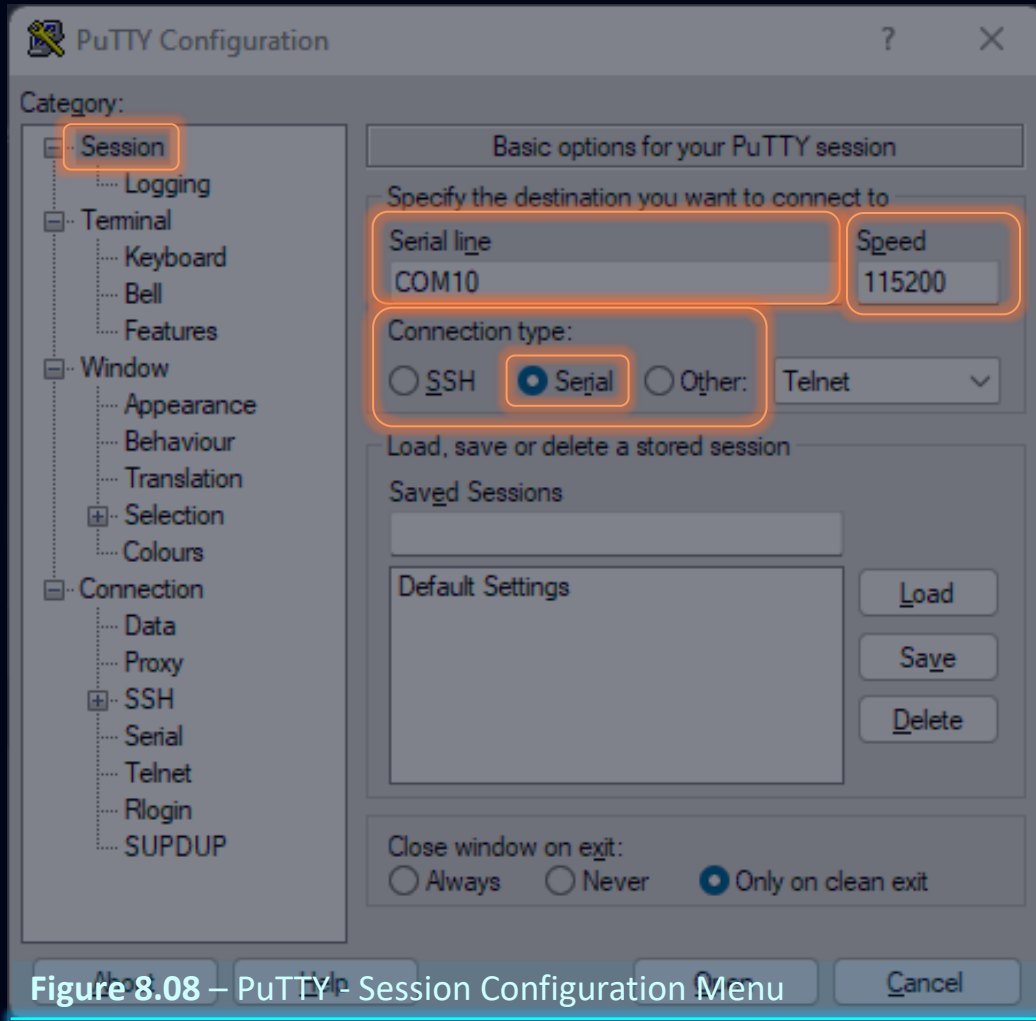 PuTTY Configuration
?
Category:
Session
Logging
Terminal
Keyboard
Bell
Features
Window
Appearance
Behaviour
Translation
Selection
Colours
Connection
Data
Proxy
SSH
Serial
Telnet
Rlogin
SUPDUP
Basic options for your PuTTY session
Specify the destination you want to connect to
Serial line
Speed
COM10
115200
Connection type:
SSH
Serial
Other:
Telnet
Load, save or delete a stored session
Saved Sessions
Default Settings
Load
Save
Delete
Close window on exit:
Always
Never
Only on clean exit
About
Help
Open
Cancel
Figure 8.08 – PuTTY - Session Configuration Menu